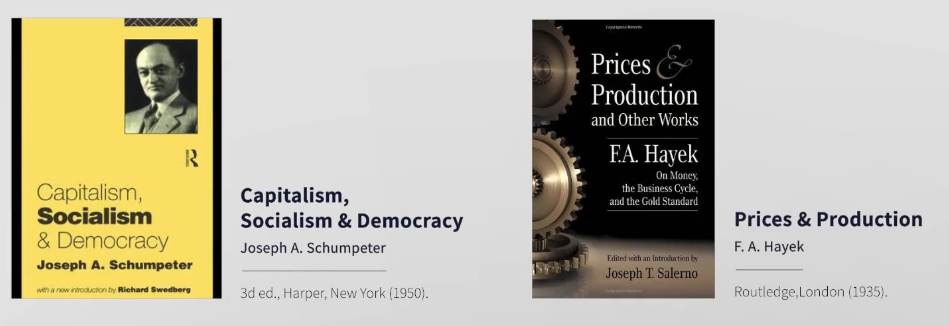 R
Capitalism,
Socialism
& Democracy
Joseph A. Schumpeter
with a new introduction by Richard Swedberg
Capitalism,
Socialism & Democracy
Joseph A. Schumpeter
3d ed., Harper, New York (1950).
Prices &
Production
and Other Works
F.A. Hayek
On Money,
the Business Cycle,
and the Gold Standard
Edited with an Introduction by
Joseph T. Salerno
Prices & Production
F. A. Hayek
Routledge,London (1935).